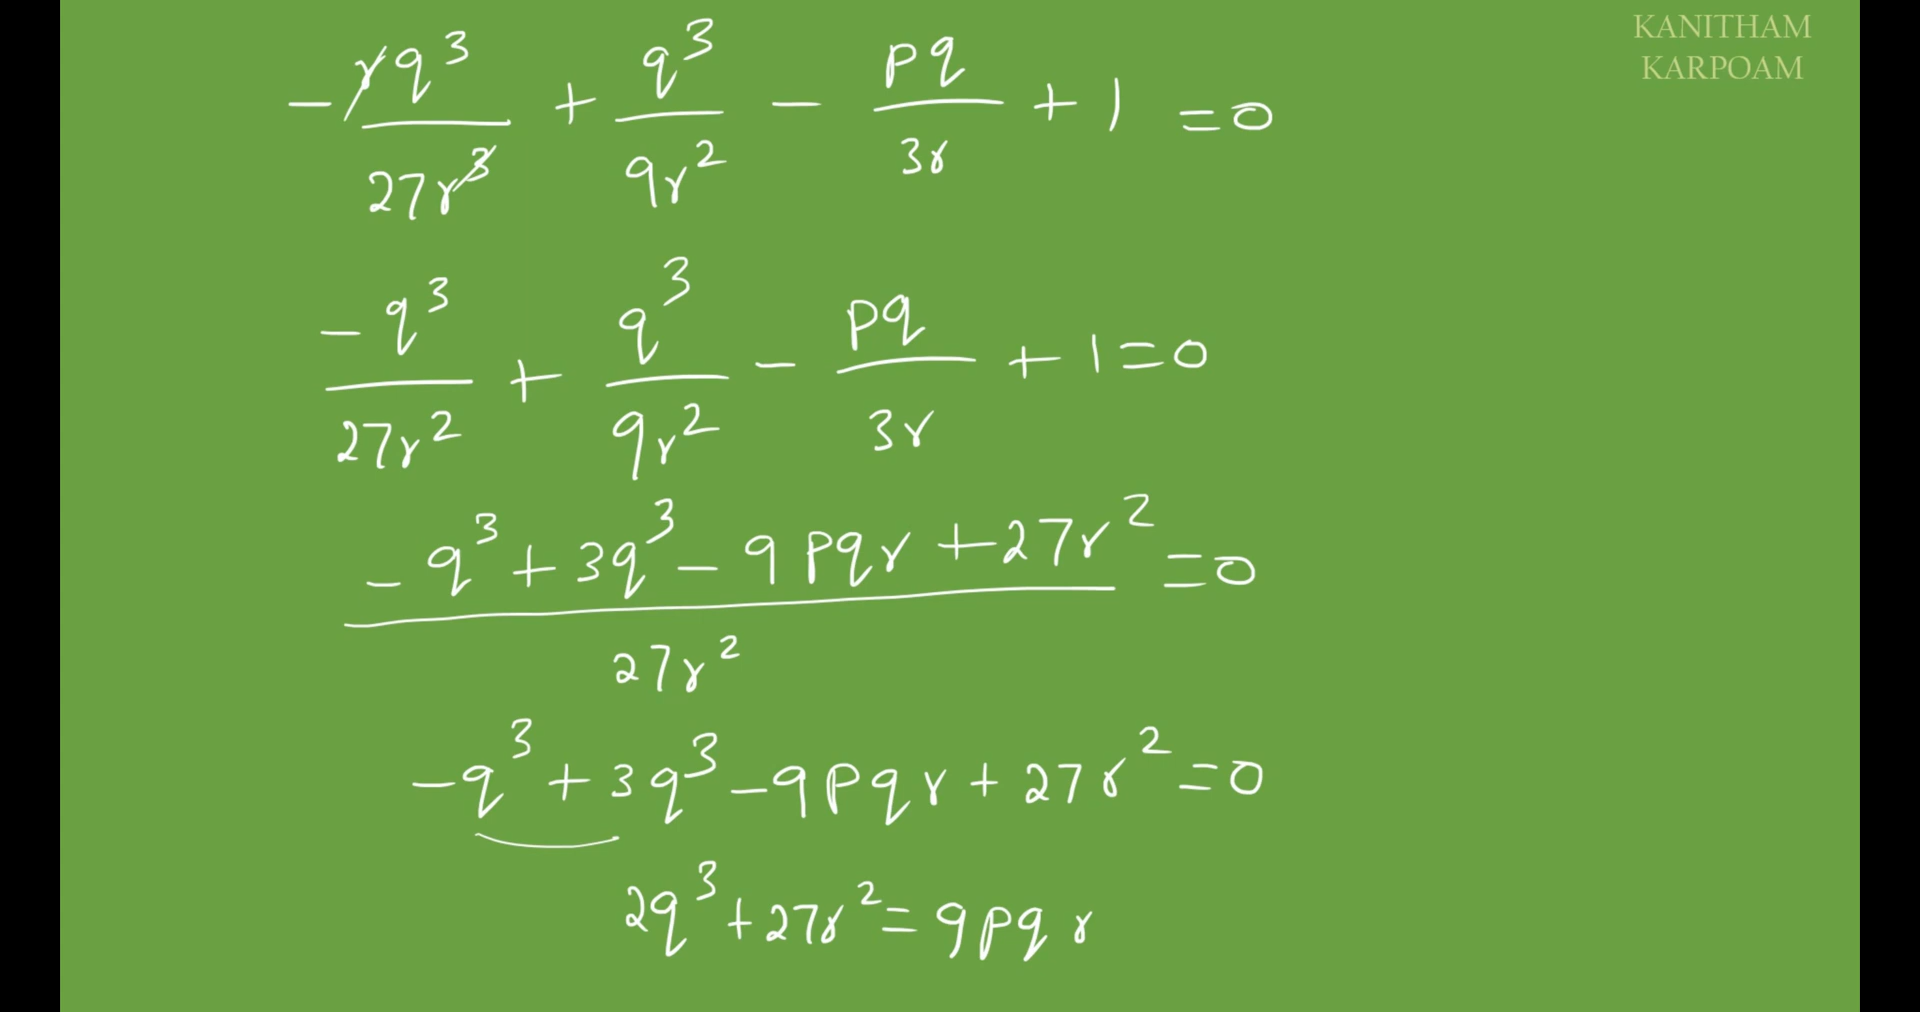 KANITHAM
KARPOAM
-rq³/27r³ + q³/9r² - pq/3r + 1 = 0
-q³/27r² + q³/9r² - pq/3r + 1 = 0
(-q³ + 3q³ - 9pqr + 27r²)/27r² = 0
-q³ + 3q³ - 9pqr + 27r² = 0
2q³ + 27r² = 9pqr